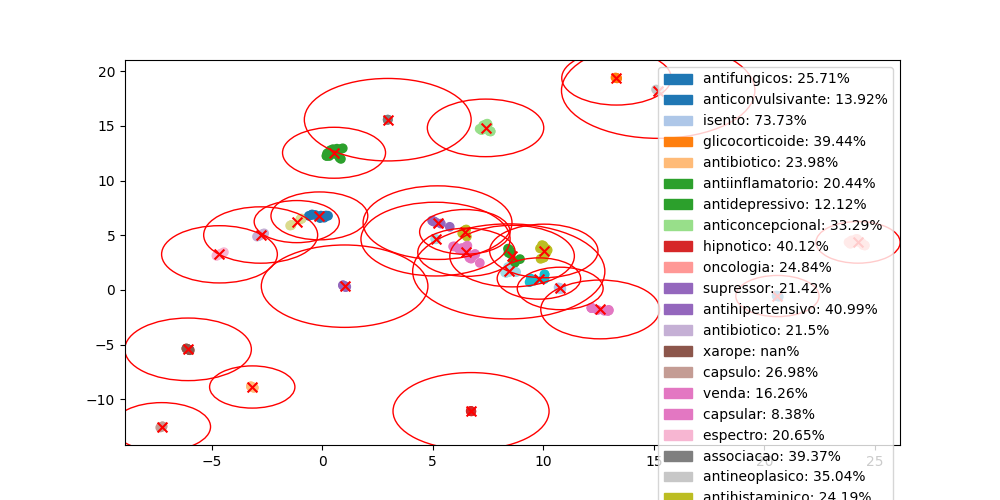 20
15
10
5
0
−5
−10
−5
0
5
10
15
20
25
antifungicos: 25.71%
anticonvulsivante: 13.92%
isento: 73.73%
glicocorticoide: 39.44%
antibiotico: 23.98%
antiinflamatorio: 20.44%
antidepressivo: 12.12%
anticoncepcional: 33.29%
hipnotico: 40.12%
oncologia: 24.84%
supressor: 21.42%
antihipertensivo: 40.99%
antibiotico: 21.5%
xarope: nan%
capsulo: 26.98%
venda: 16.26%
capsular: 8.38%
espectro: 20.65%
associacao: 39.37%
antineoplasico: 35.04%
antihistaminico: 24.19%